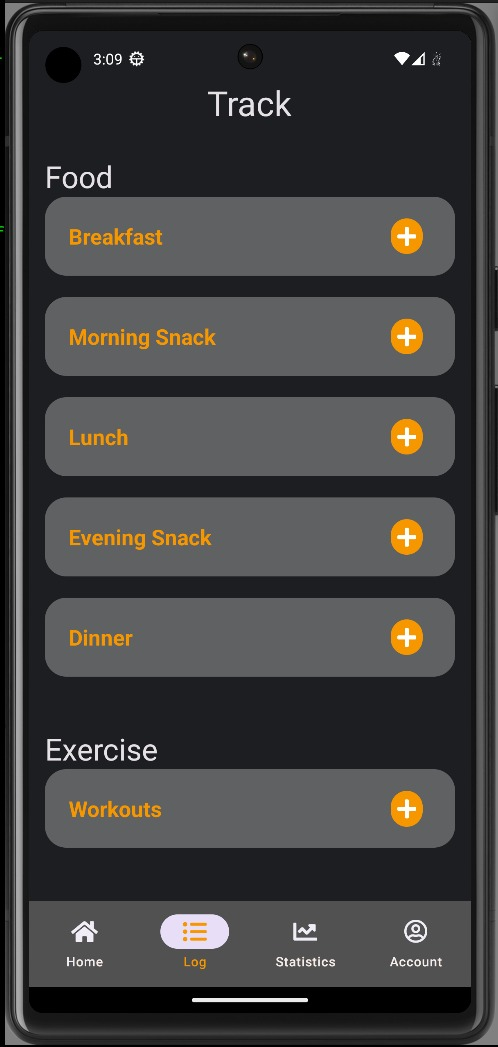 3:09
Track
Food
Breakfast
Morning Snack
Lunch
Evening Snack
Dinner
Exercise
Workouts
Home
Log
Statistics
Account